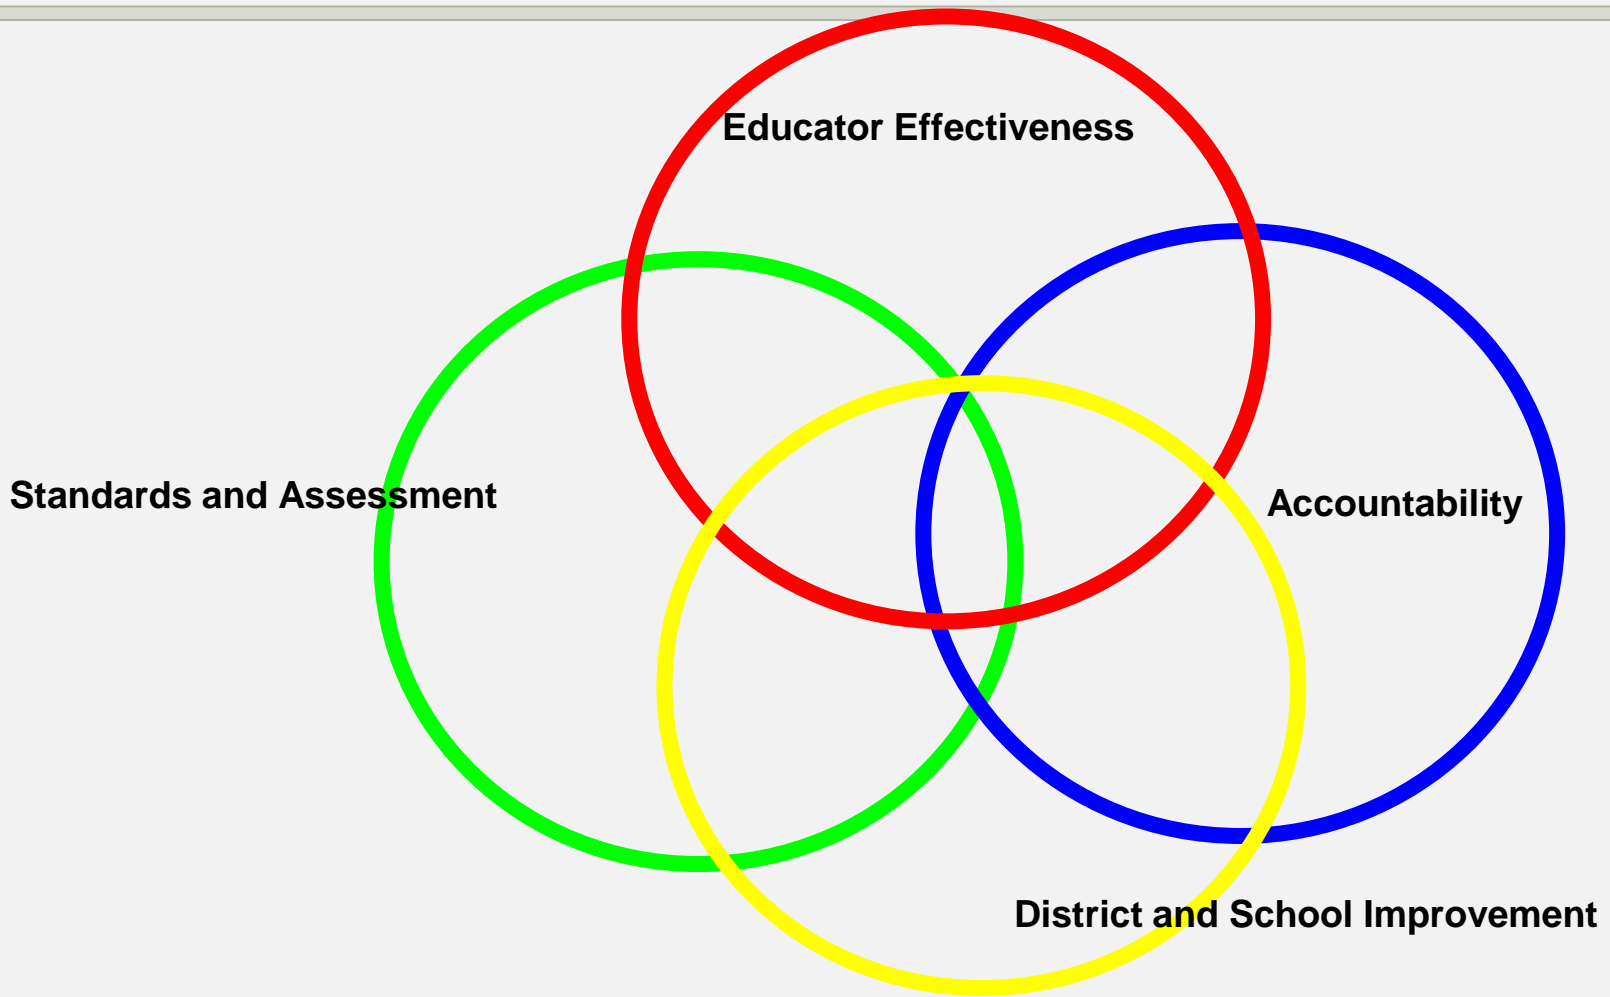 Educator Effectiveness
Standards and Assessment
Accountability
District and School Improvement